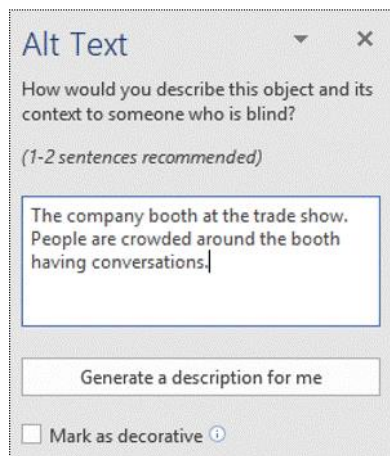 Alt Text
How would you describe this object and its
context to someone who is blind?
(1-2 sentences recommended)
The company booth at the trade show.
People are crowded around the booth
having conversations.
Generate a description for me
Mark as decorative